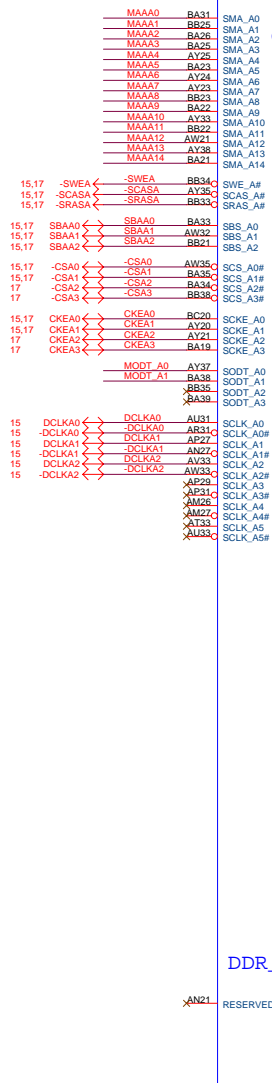 MAAA0 BA31 SMA_A0
MAAA1 BB25 SMA_A1
MAAA2 BA26 SMA_A2
MAAA3 BA25 SMA_A3
MAAA4 AY25 SMA_A4
MAAA5 BA23 SMA_A5
MAAA6 AY24 SMA_A6
MAAA7 AY23 SMA_A7
MAAA8 BB23 SMA_A8
MAAA9 BA22 SMA_A9
MAAA10 AY33 SMA_A10
MAAA11 BB22 SMA_A11
MAAA12 AW21 SMA_A12
MAAA13 AY38 SMA_A13
MAAA14 BA21 SMA_A14
15,17 -SWEA -SWEA BB34 SWE_A#
15,17 -SCASA -SCASA AY35 SCAS_A#
15,17 -SRASA -SRASA BB33 SRAS_A#
15,17 SBAA0 SBAA0 BA33 SBS_A0
15,17 SBAA1 SBAA1 AW32 SBS_A1
15,17 SBAA2 SBAA2 BB21 SBS_A2
15,17 -CSA0 -CSA0 AW35 SCS_A0#
15,17 -CSA1 -CSA1 BA35 SCS_A1#
17 -CSA2 -CSA2 BA34 SCS_A2#
17 -CSA3 -CSA3 BB38 SCS_A3#
15,17 CKEA0 CKEA0 BC20 SCKE_A0
15,17 CKEA1 CKEA1 AY20 SCKE_A1
17 CKEA2 CKEA2 AY21 SCKE_A2
17 CKEA3 CKEA3 BA19 SCKE_A3
MODT_A0 AY37 SODT_A0
MODT_A1 BA38 SODT_A1
BB35 SODT_A2
BA39 SODT_A3
15 DCLKA0 DCLKA0 AU31 SCLK_A0
15 -DCLKA0 -DCLKA0 AR31 SCLK_A0#
15 DCLKA1 DCLKA1 AP27 SCLK_A1
15 -DCLKA1 -DCLKA1 AN27 SCLK_A1#
15 DCLKA2 DCLKA2 AV33 SCLK_A2
15 -DCLKA2 -DCLKA2 AW33 SCLK_A2#
AP29 SCLK_A3
AP31 SCLK_A3#
AM26 SCLK_A4
AM27 SCLK_A4#
AT33 SCLK_A5
AU33 SCLK_A5#
DDR_
AN21 RESERVED